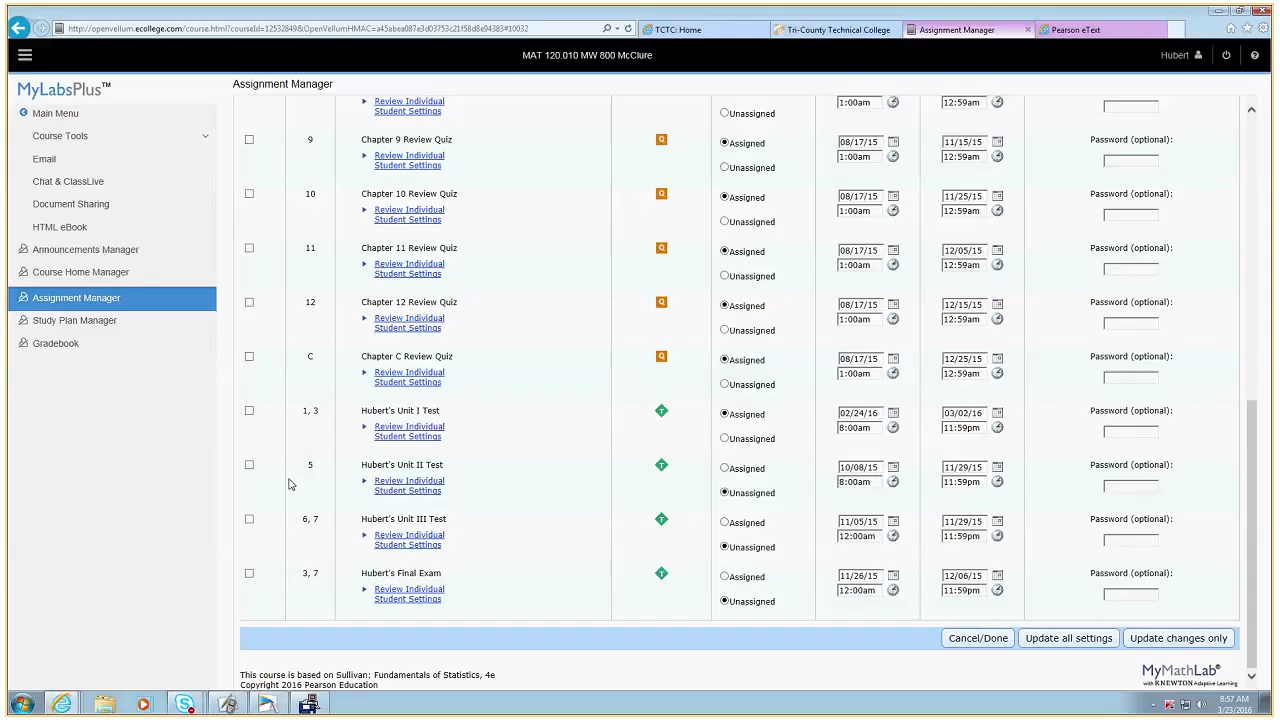 http://openvellum.ecollege.com/course.html?courseId=12532849&OpenVellumHMAC=a45abea087e3d03753c21f58d8e94383#10032
TCTC: Home
Tri-County Technical College
Assignment Manager
Pearson eText
MAT 120.010 MW 800 McClure
Hubert
MyLabsPlus™
Assignment Manager
Main Menu
Course Tools
Email
Chat & ClassLive
Document Sharing
HTML eBook
Announcements Manager
Course Home Manager
Assignment Manager
Study Plan Manager
Gradebook
Review Individual
Student Settings
Unassigned
1:00am
12:59am
9
Chapter 9 Review Quiz
Review Individual
Student Settings
Q
Assigned
Unassigned
08/17/15
1:00am
11/15/15
12:59am
Password (optional):
10
Chapter 10 Review Quiz
Review Individual
Student Settings
Q
Assigned
Unassigned
08/17/15
1:00am
11/25/15
12:59am
Password (optional):
11
Chapter 11 Review Quiz
Review Individual
Student Settings
Q
Assigned
Unassigned
08/17/15
1:00am
12/05/15
12:59am
Password (optional):
12
Chapter 12 Review Quiz
Review Individual
Student Settings
Q
Assigned
Unassigned
08/17/15
1:00am
12/15/15
12:59am
Password (optional):
C
Chapter C Review Quiz
Review Individual
Student Settings
Q
Assigned
Unassigned
08/17/15
1:00am
12/25/15
12:59am
Password (optional):
1, 3
Hubert's Unit I Test
Review Individual
Student Settings
T
Assigned
Unassigned
02/24/16
8:00am
03/02/16
11:59pm
Password (optional):
5
Hubert's Unit II Test
Review Individual
Student Settings
T
Assigned
Unassigned
10/08/15
8:00am
11/29/15
11:59pm
Password (optional):
6, 7
Hubert's Unit III Test
Review Individual
Student Settings
T
Assigned
Unassigned
11/05/15
12:00am
11/29/15
11:59pm
Password (optional):
3, 7
Hubert's Final Exam
Review Individual
Student Settings
T
Assigned
Unassigned
11/26/15
12:00am
12/06/15
11:59pm
Password (optional):
Cancel/Done
Update all settings
Update changes only
This course is based on Sullivan: Fundamentals of Statistics, 4e
Copyright 2016 Pearson Education
MyMathLab®
with KNEWTON Adaptive Learning
8:57 AM
3/23/2016